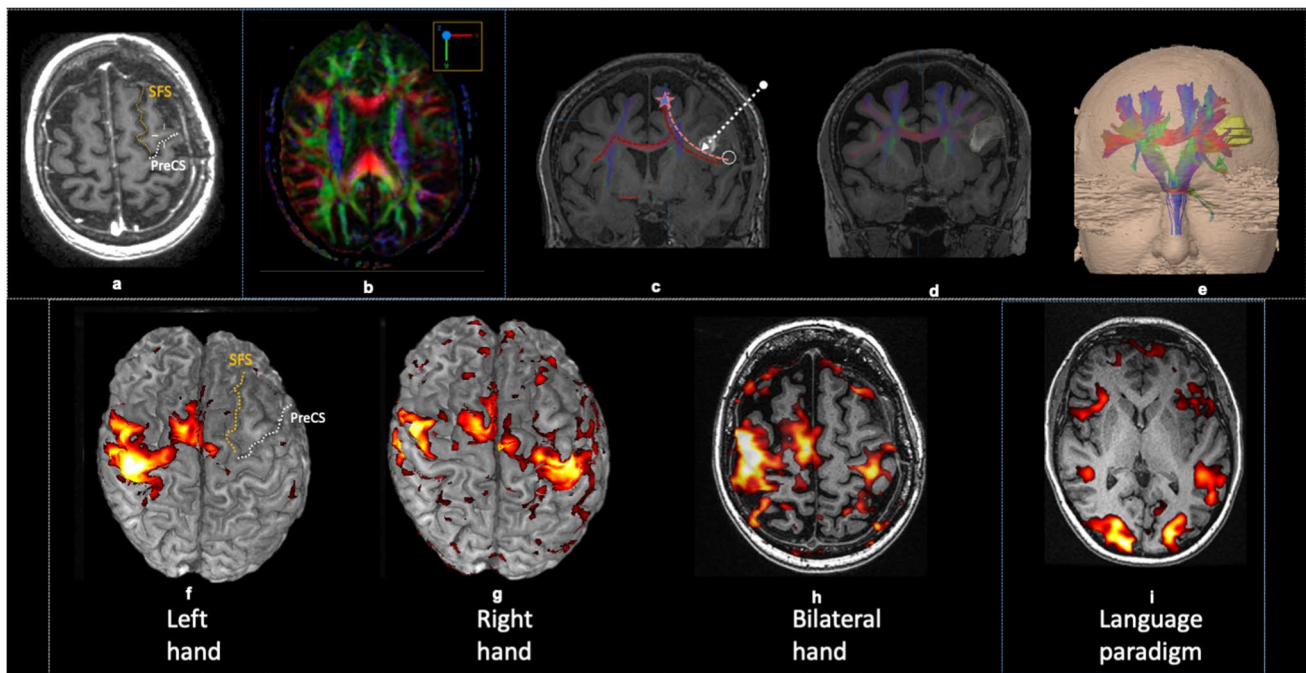 SFS
PreCS
a
b
c
d
e
SFS
PreCS
f
g
h
i
Left
hand
Right
hand
Bilateral
hand
Language
paradigm